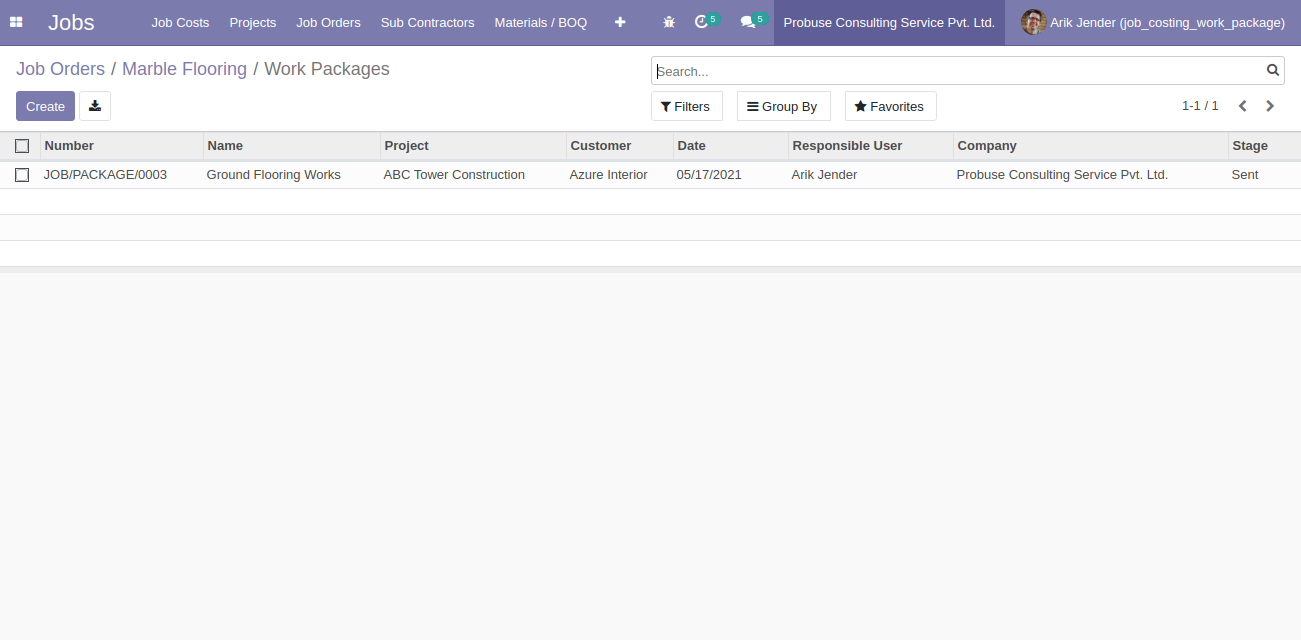 Jobs Job Costs Projects Job Orders Sub Contractors Materials / BOQ 5 5 Probuse Consulting Service Pvt. Ltd. Arik Jender (job_costing_work_package)
Job Orders / Marble Flooring / Work Packages
Search...
Create
Filters Group By Favorites 1-1 / 1
Number Name Project Customer Date Responsible User Company Stage
JOB/PACKAGE/0003 Ground Flooring Works ABC Tower Construction Azure Interior 05/17/2021 Arik Jender Probuse Consulting Service Pvt. Ltd. Sent